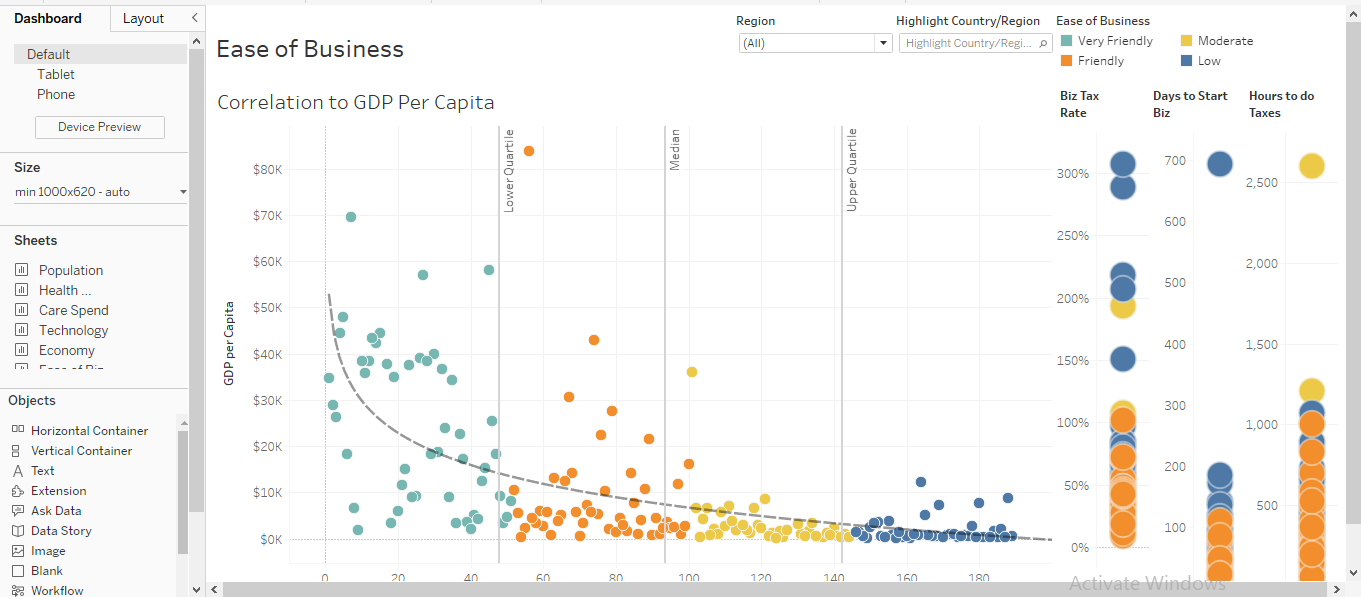 Dashboard
Layout
Default
Tablet
Phone
Device Preview
Size
min 1000x620 - auto
Sheets
Population
Health ...
Care Spend
Technology
Economy
Ease of Biz
Objects
Horizontal Container
Vertical Container
Text
Extension
Ask Data
Data Story
Image
Blank
Workflow
Ease of Business
Region
(All)
Highlight Country/Region
Highlight Country/Regi...
Ease of Business
Very Friendly
Moderate
Friendly
Low
Correlation to GDP Per Capita
GDP per Capita
$80K
$70K
$60K
$50K
$40K
$30K
$20K
$10K
$0K
Lower Quartile
Median
Upper Quartile
0 20 40 60 80 100 120 140 160 180
Biz Tax
Rate
300%
250%
200%
150%
100%
50%
0%
Days to Start
Biz
700
600
500
400
300
200
100
Hours to do
Taxes
2,500
2,000
1,500
1,000
500
Activate Windows